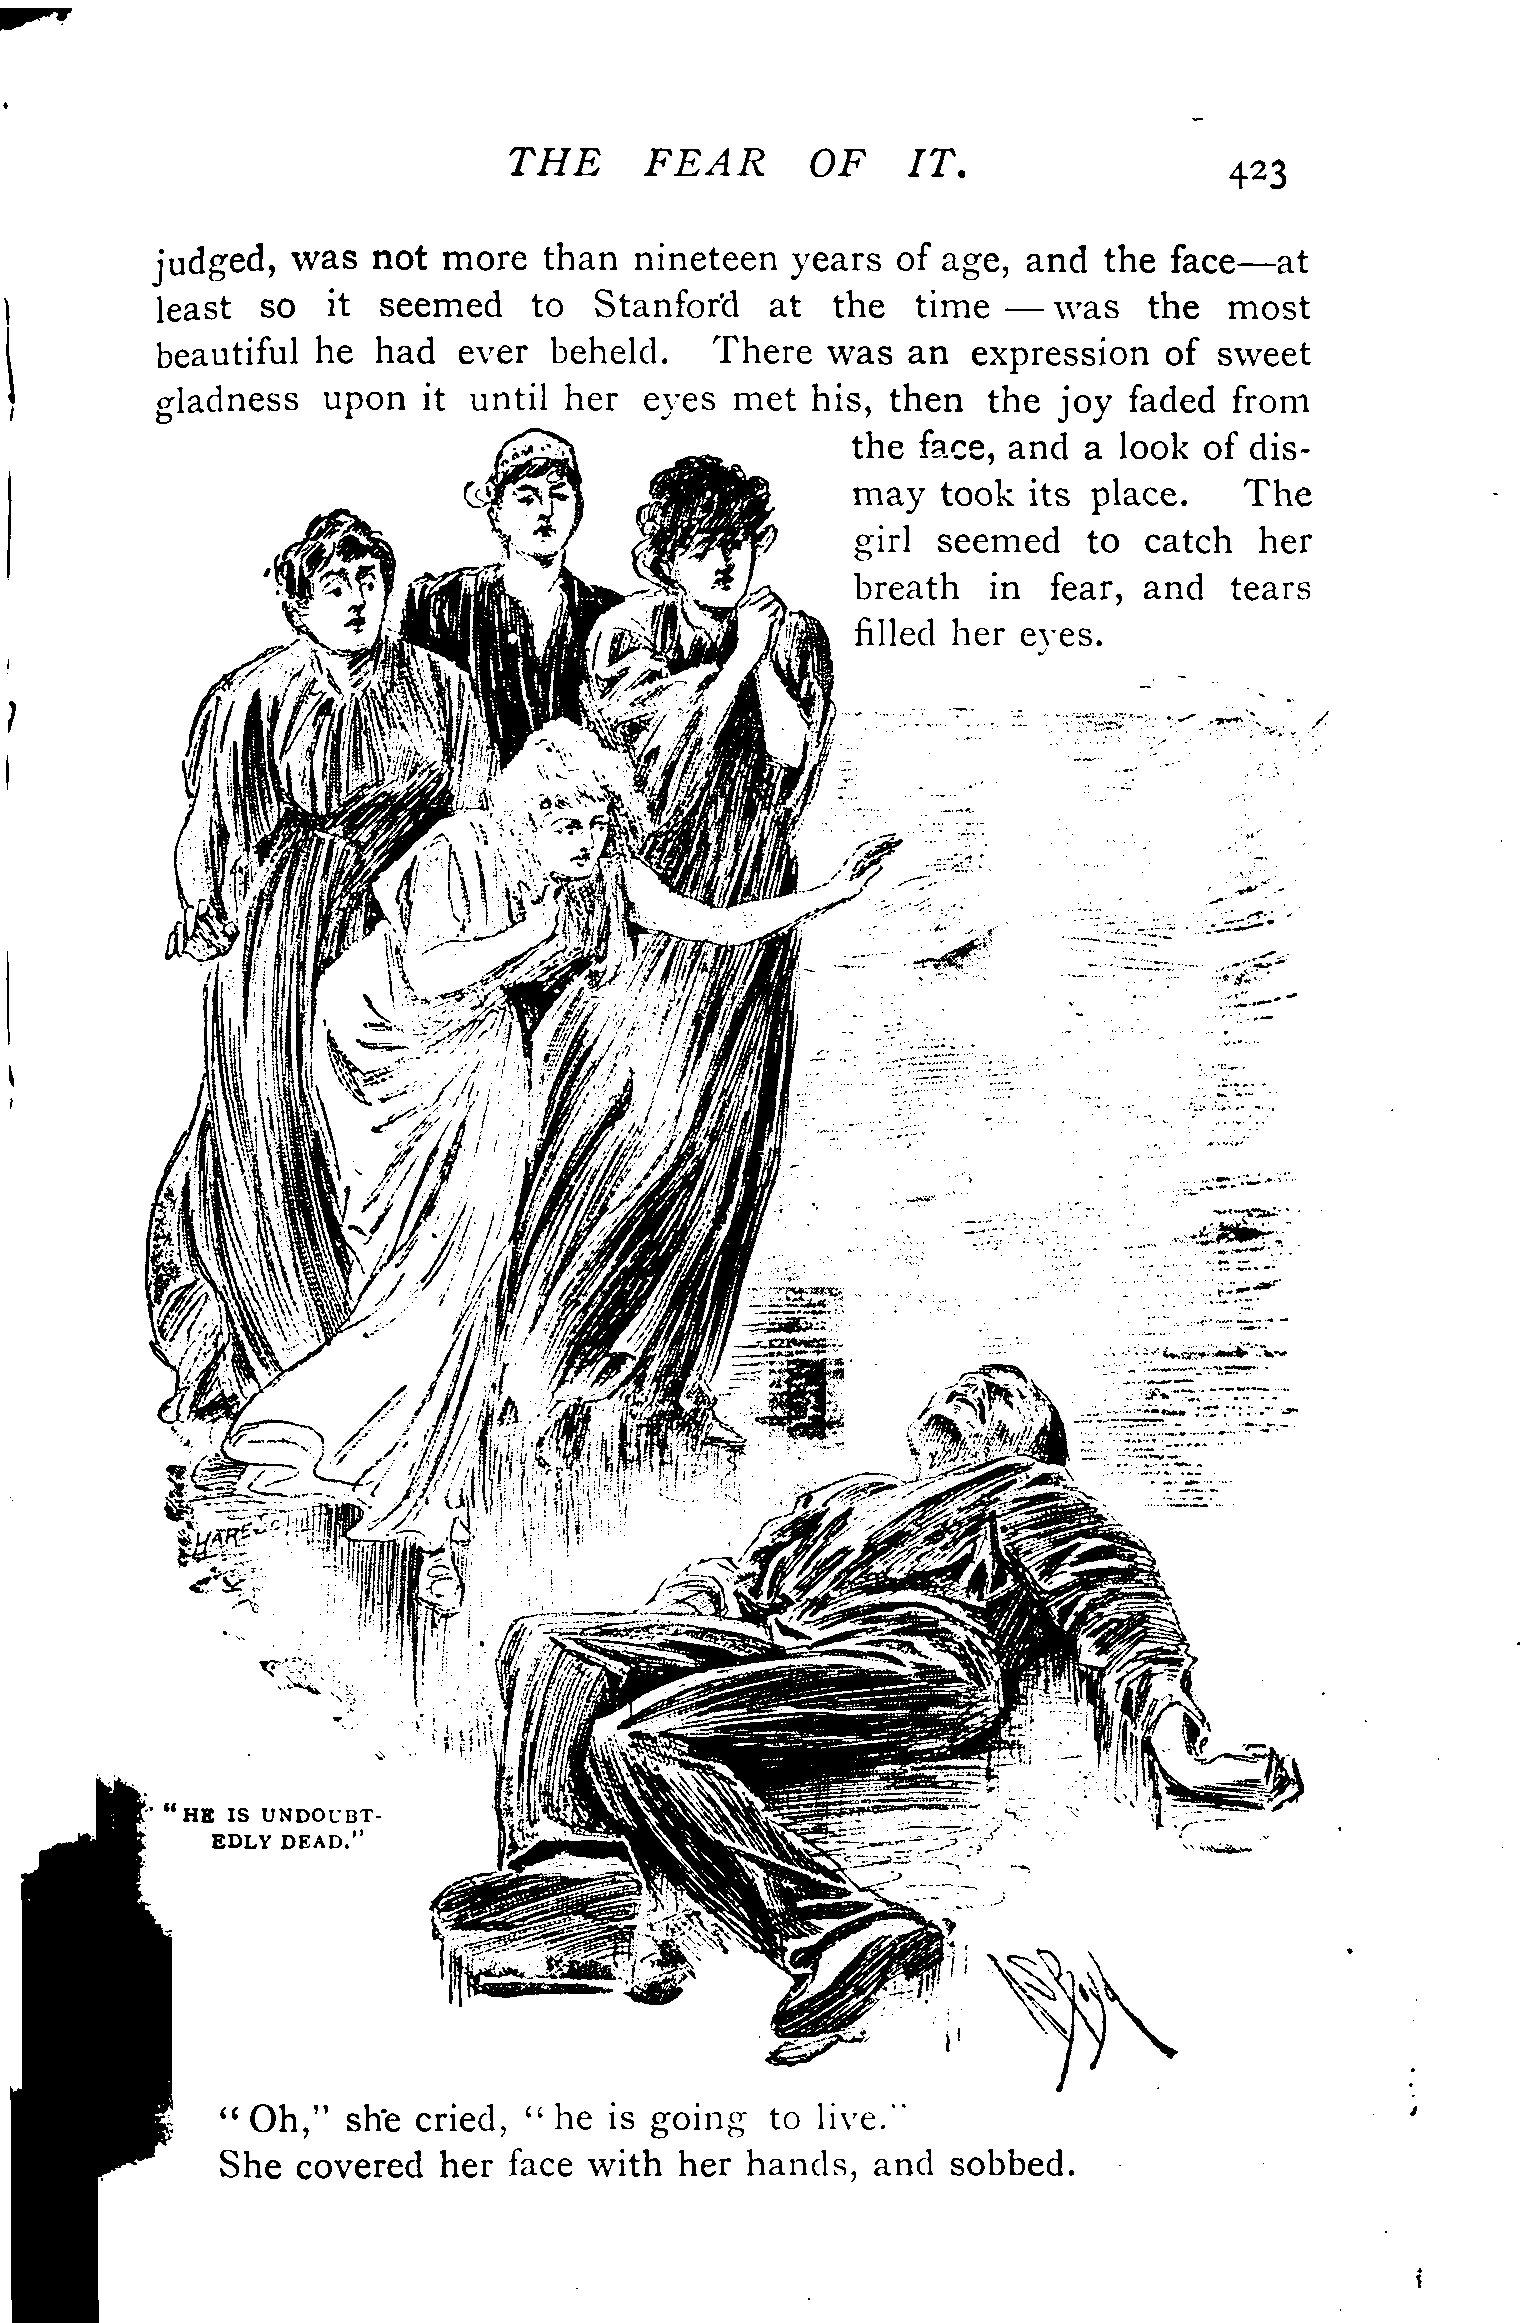 THE FEAR OF IT.
423
judged, was not more than nineteen years of age, and the face—at
least so it seemed to Stanford at the time — was the most
beautiful he had ever beheld. There was an expression of sweet
gladness upon it until her eyes met his, then the joy faded from
the face, and a look of dis-
may took its place. The
girl seemed to catch her
breath in fear, and tears
filled her eyes.
"HE IS UNDOUBT-
EDLY DEAD."
ASBoyd
"Oh," she cried, "he is going to live."
She covered her face with her hands, and sobbed.